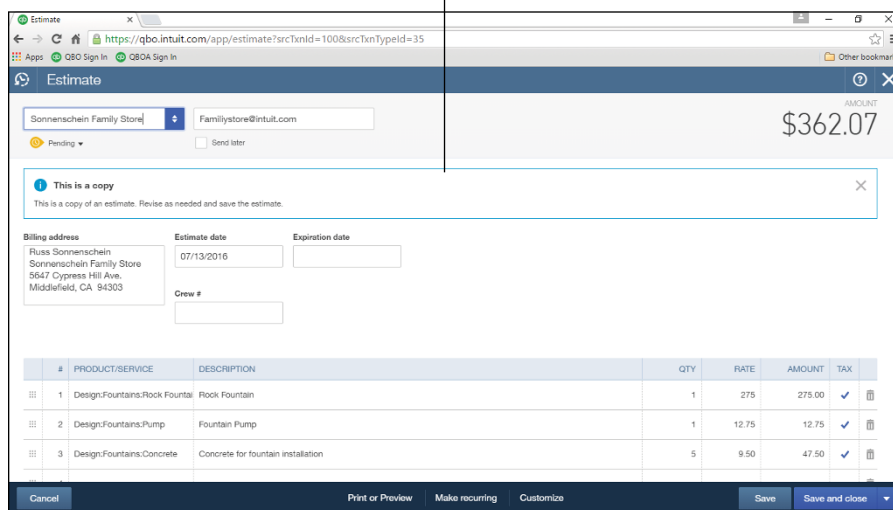 Estimate
https://qbo.intuit.com/app/estimate?srcTxnId=100&srcTxnTypeId=35
Apps QBO Sign In QBOA Sign In Other bookmar
Estimate
AMOUNT
Sonnenschein Family Store Familiystore@intuit.com $362.07
Pending Send later
This is a copy
This is a copy of an estimate. Revise as needed and save the estimate.
Billing address Estimate date Expiration date
Russ Sonnenschein
Sonnenschein Family Store 07/13/2016
5647 Cypress Hill Ave.
Middlefield, CA 94303
Crew #
# PRODUCT/SERVICE DESCRIPTION QTY RATE AMOUNT TAX
1 Design:Fountains:Rock Fountai Rock Fountain 1 275 275.00
2 Design:Fountains:Pump Fountain Pump 1 12.75 12.75
3 Design:Fountains:Concrete Concrete for fountain installation 5 9.50 47.50
Cancel Print or Preview Make recurring Customize Save Save and close